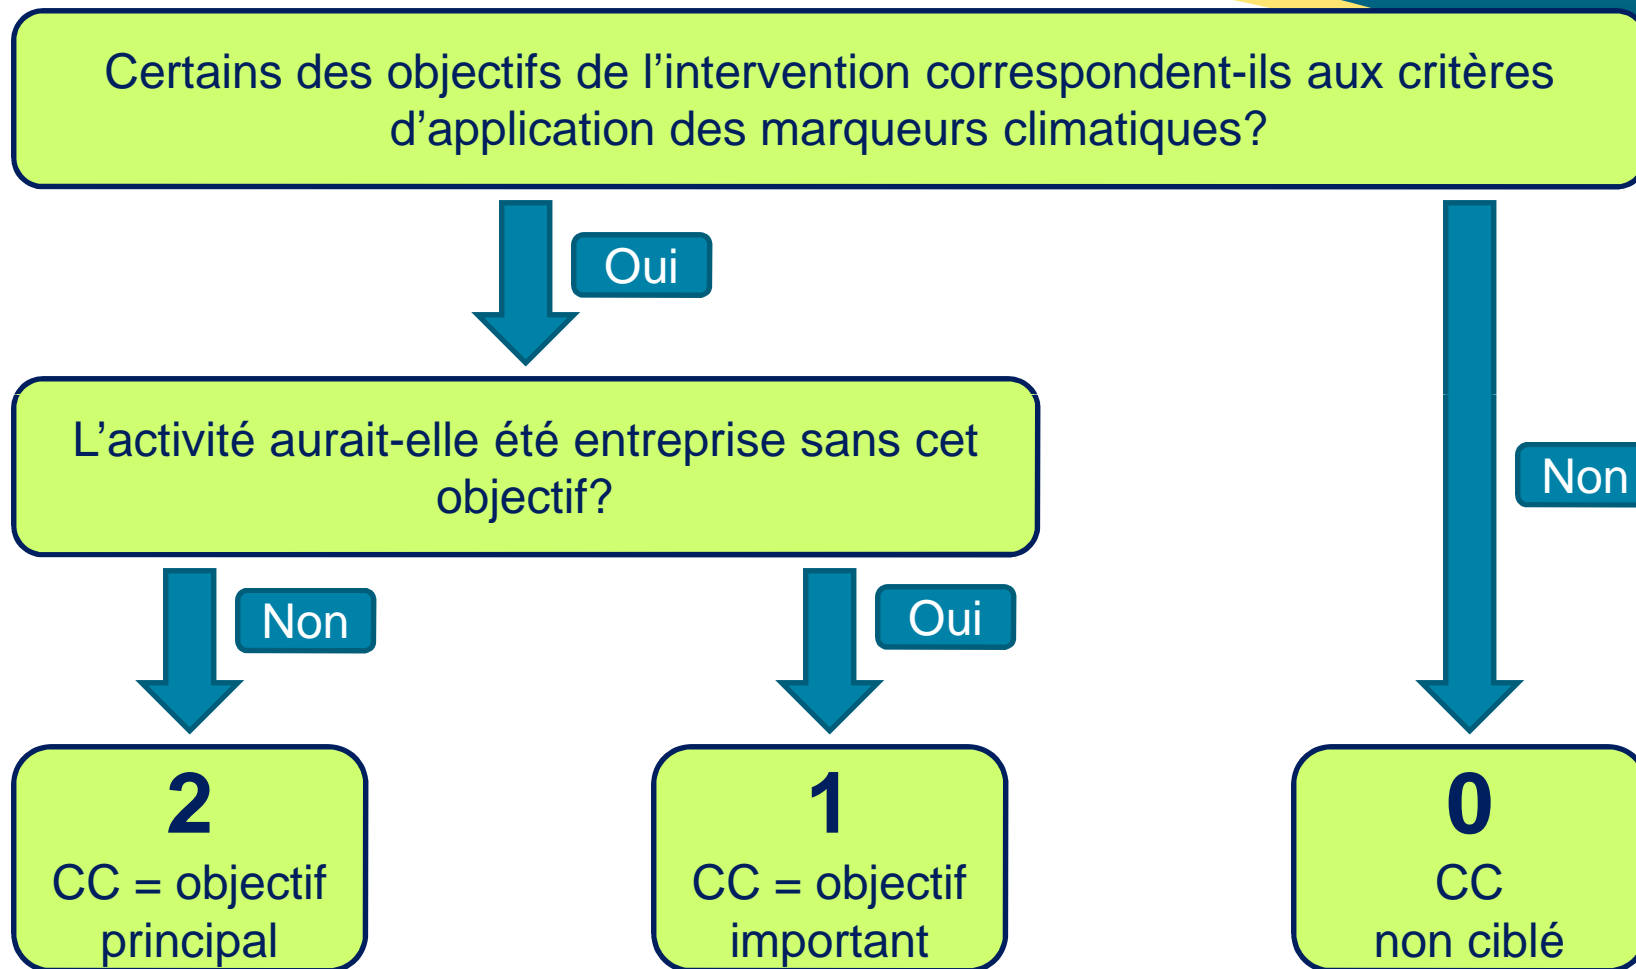 Certains des objectifs de l’intervention correspondent-ils aux critères
d’application des marqueurs climatiques?
Oui
L’activité aurait-elle été entreprise sans cet
objectif?
Non
Non
Oui
2
CC = objectif
principal
1
CC = objectif
important
0
CC
non ciblé